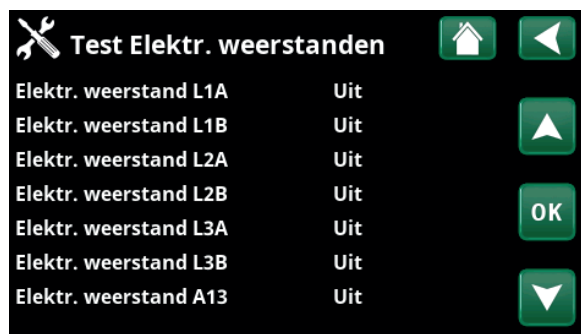 Test Elektr. weerstanden
Elektr. weerstand L1A Uit
Elektr. weerstand L1B Uit
Elektr. weerstand L2A Uit
Elektr. weerstand L2B Uit
Elektr. weerstand L3A Uit
OK
Elektr. weerstand L3B Uit
Elektr. weerstand A13 Uit